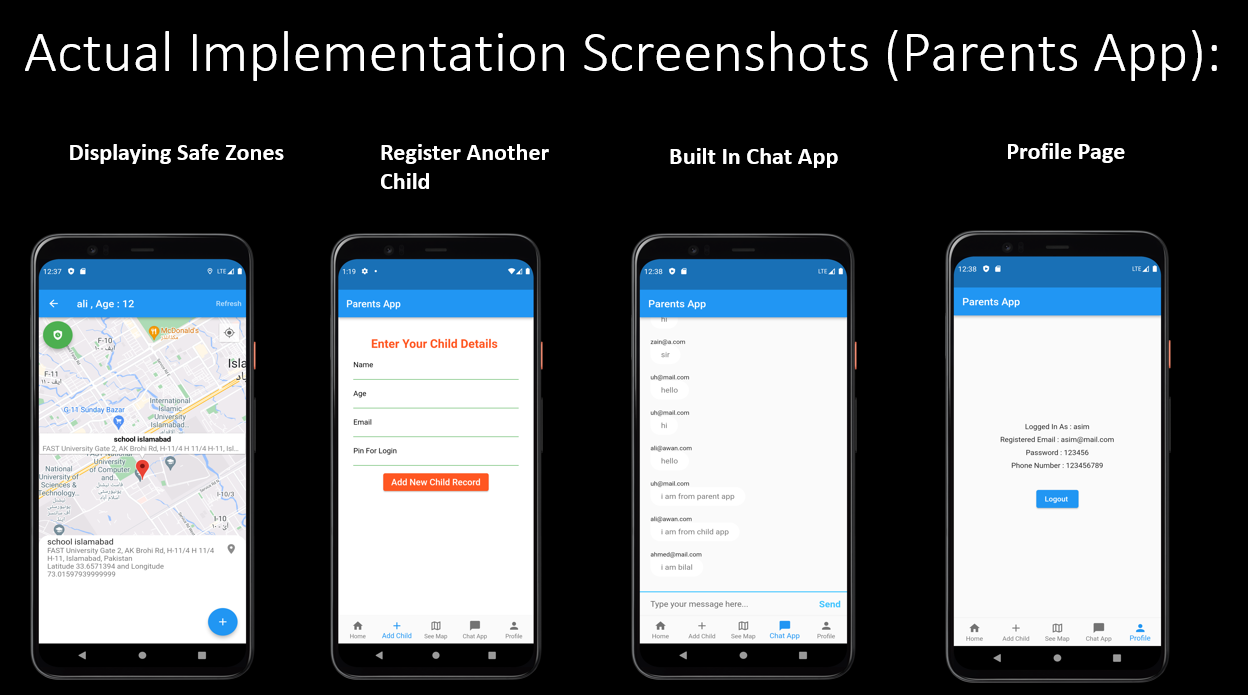 Actual Implementation Screenshots (Parents App):
Displaying Safe Zones
Register Another
Child
Built In Chat App
Profile Page
12:37
LTE
ali , Age : 12
Refresh
McDonald's
F-10
ایف ۱۰
Isla
F-11
ایف ۱۱
G-11 Sunday Bazar
International
Islamic
University
Islamabad..
school islamabad
FAST University Gate 2, AK Brohi Rd, H-11/4 H 11/4 H-11, Isl...
National
University of
Sciences &
Technology..
FAST National
University
of Computer
and..
I-10/3
I-10
school islamabad
FAST University Gate 2, AK Brohi Rd, H-11/4 H 11/4
H-11, Islamabad, Pakistan
Latitude 33.6571394 and Longitude
73.01597939999999
+
1:19
Parents App
Enter Your Child Details
Name
Age
Email
Pin For Login
Add New Child Record
Home
Add Child
See Map
Chat App
Profile
12:38
LTE
Parents App
hi
zain@a.com
sir
uh@mail.com
hello
uh@mail.com
hi
ali@awan.com
hello
uh@mail.com
i am from parent app
ali@awan.com
i am from child app
ahmed@mail.com
i am bilal
Type your message here...
Send
Home
Add Child
See Map
Chat App
Profile
12:38
LTE
Parents App
Logged In As : asim
Registered Email : asim@mail.com
Password : 123456
Phone Number : 123456789
Logout
Home
Add Child
See Map
Chat App
Profile